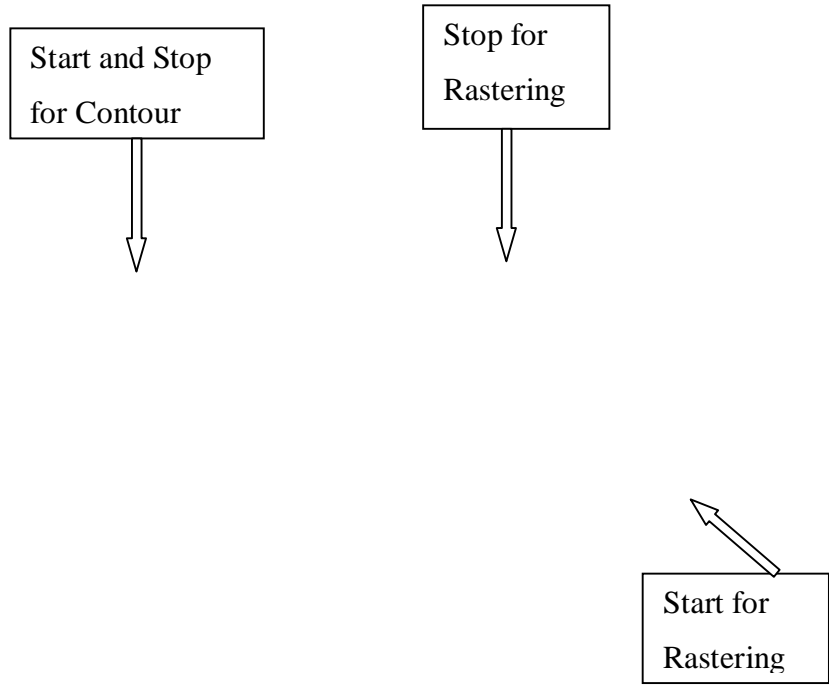 Start and Stop
for Contour
Stop for
Rastering
Start for
Rastering